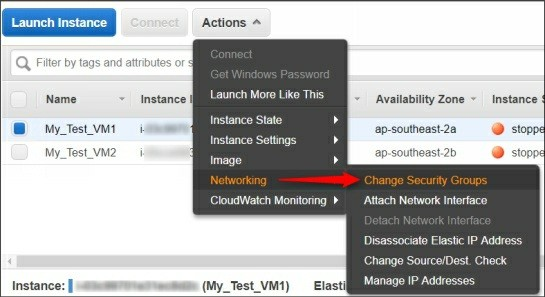 Launch Instance Connect Actions
Filter by tags and attributes or s
Name Instance I Availability Zone Instance S
My_Test_VM1 i- ap-southeast-2a stoppe
My_Test_VM2 i- ap-southeast-2b stoppe
Connect
Get Windows Password
Launch More Like This
Instance State
Instance Settings
Image
Networking
CloudWatch Monitoring
Change Security Groups
Attach Network Interface
Detach Network Interface
Disassociate Elastic IP Address
Change Source/Dest. Check
Manage IP Addresses
Instance: (My_Test_VM1) Elasti